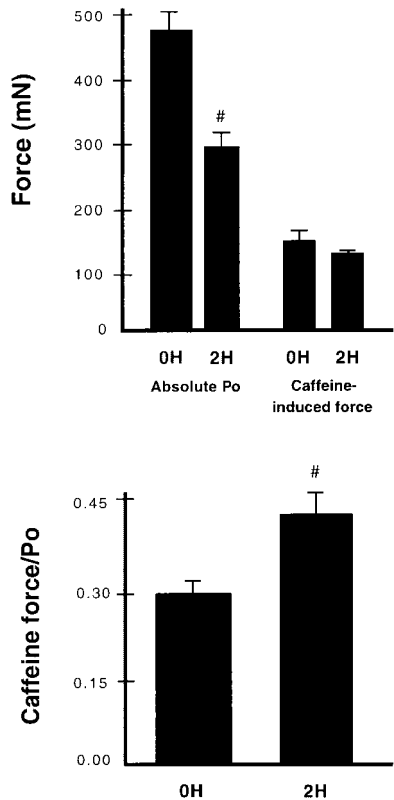 Force (mN)
500
400
300
200
100
0
#
0H 2H 0H 2H
Absolute Po Caffeine-
induced force
Caffeine force/Po
0.45
0.30
0.15
0.00
#
0H 2H